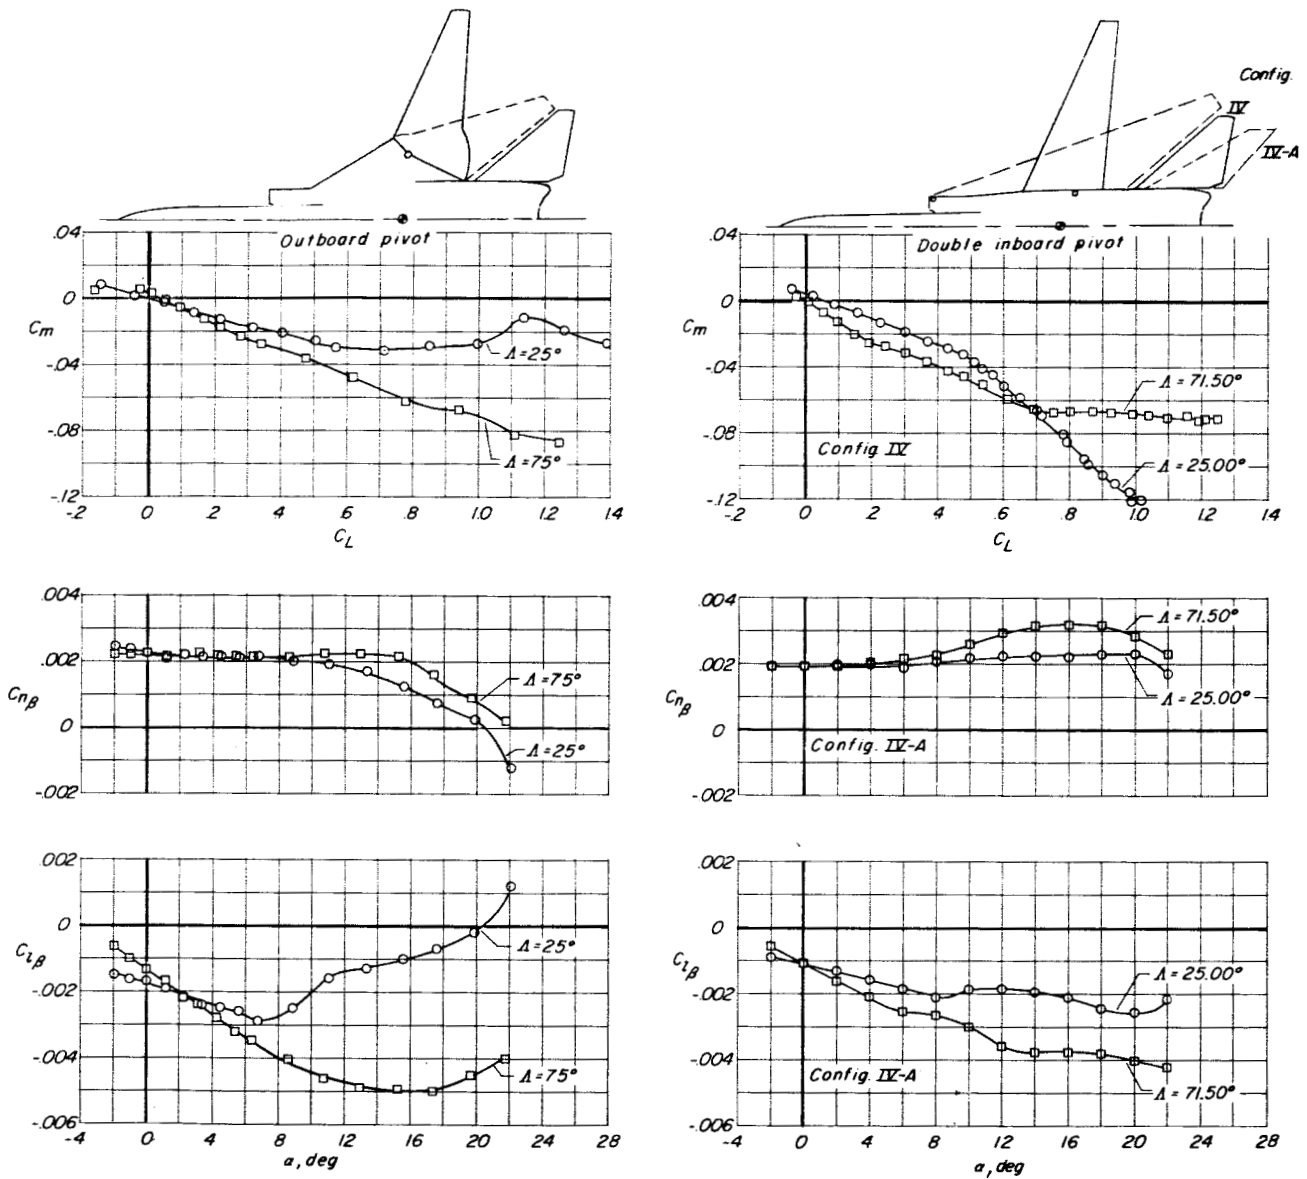 Config.
IV
IV-A
Outboard pivot
Double inboard pivot
.04
0
-.04
-.08
-.12
Cm
Λ=25°
Λ=75°
-.2 0 .2 .4 .6 .8 1.0 1.2 1.4
CL
.04
0
-.04
-.08
-.12
Cm
Λ=71.50°
Config. IV
Λ=25.00°
-.2 0 .2 .4 .6 .8 1.0 1.2 1.4
CL
.004
.002
0
-.002
Cnβ
Λ=75°
Λ=25°
.004
.002
0
-.002
Cnβ
Λ=71.50°
Λ=25.00°
Config. IV-A
.002
0
-.002
-.004
-.006
Clβ
Λ=25°
Λ=75°
-4 0 4 8 12 16 20 24 28
α, deg
.002
0
-.002
-.004
-.006
Clβ
Λ=25.00°
Config. IV-A
Λ=71.50°
-4 0 4 8 12 16 20 24 28
α, deg